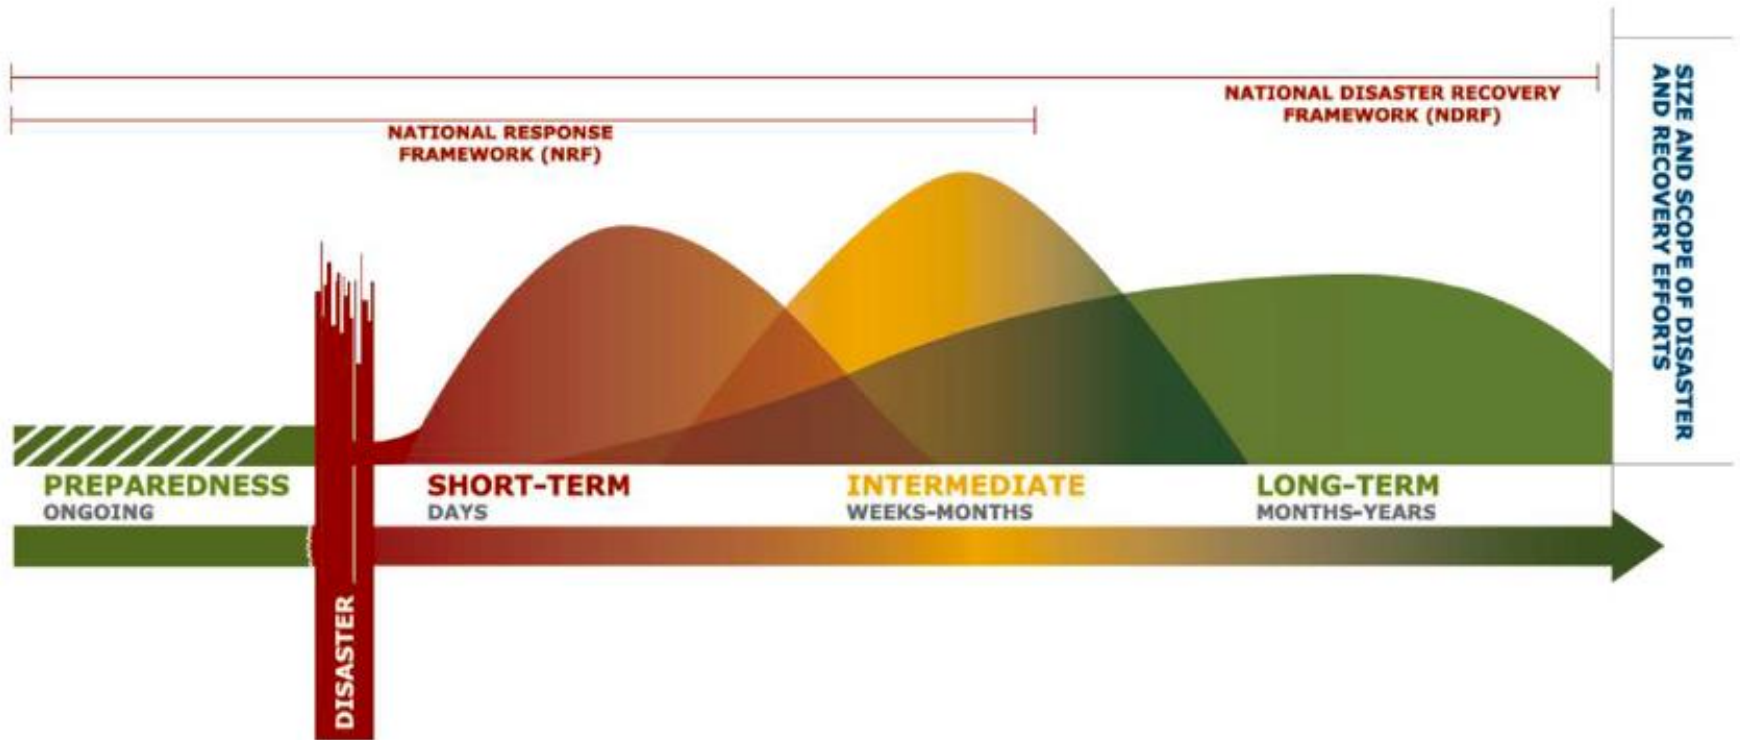 NATIONAL DISASTER RECOVERY
FRAMEWORK (NDRF)
NATIONAL RESPONSE
FRAMEWORK (NRF)
SIZE AND SCOPE OF DISASTER
AND RECOVERY EFFORTS
PREPAREDNESS
ONGOING
SHORT-TERM
DAYS
INTERMEDIATE
WEEKS-MONTHS
LONG-TERM
MONTHS-YEARS
DISASTER